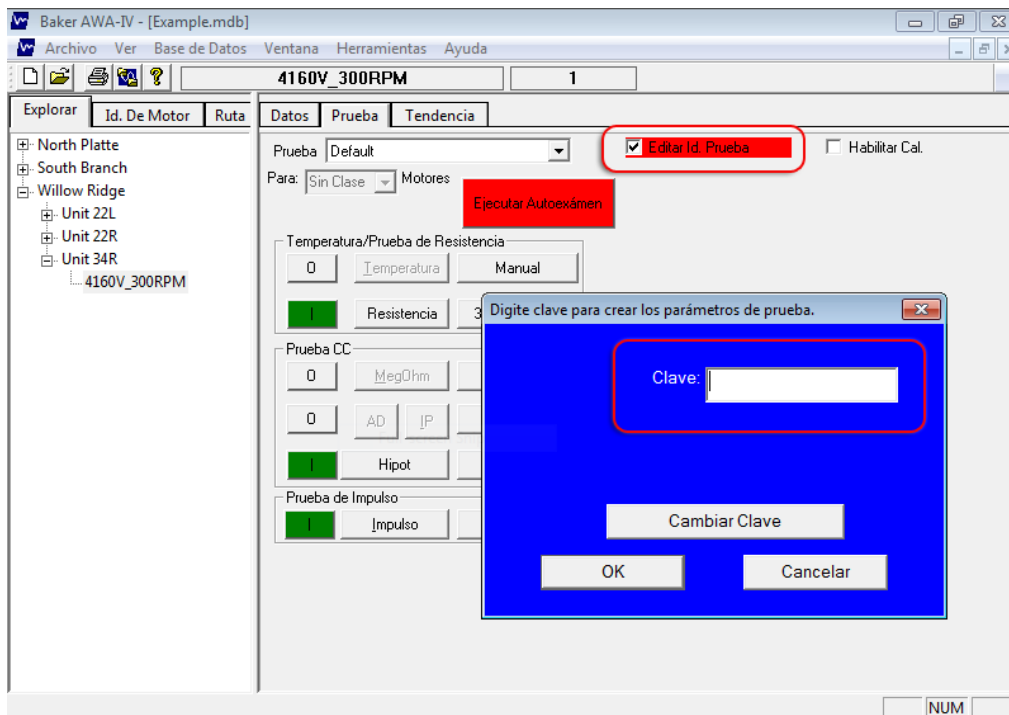 Baker AWA-IV - [Example.mdb]
Archivo Ver Base de Datos Ventana Herramientas Ayuda
4160V_300RPM 1
Explorar Id. De Motor Ruta Datos Prueba Tendencia
North Platte
South Branch
Willow Ridge
Unit 22L
Unit 22R
Unit 34R
4160V_300RPM
Prueba Default Editar Id. Prueba Habilitar Cal.
Para: Sin Clase Motores
Ejecutar Autoexámen
Temperatura/Prueba de Resistencia
0 Temperatura Manual
I Resistencia 3
Prueba CC
0 MegOhm
0 AD IP
I Hipot
Prueba de Impulso
I Impulso
Digite clave para crear los parámetros de prueba.
Clave:
Cambiar Clave
OK Cancelar
NUM